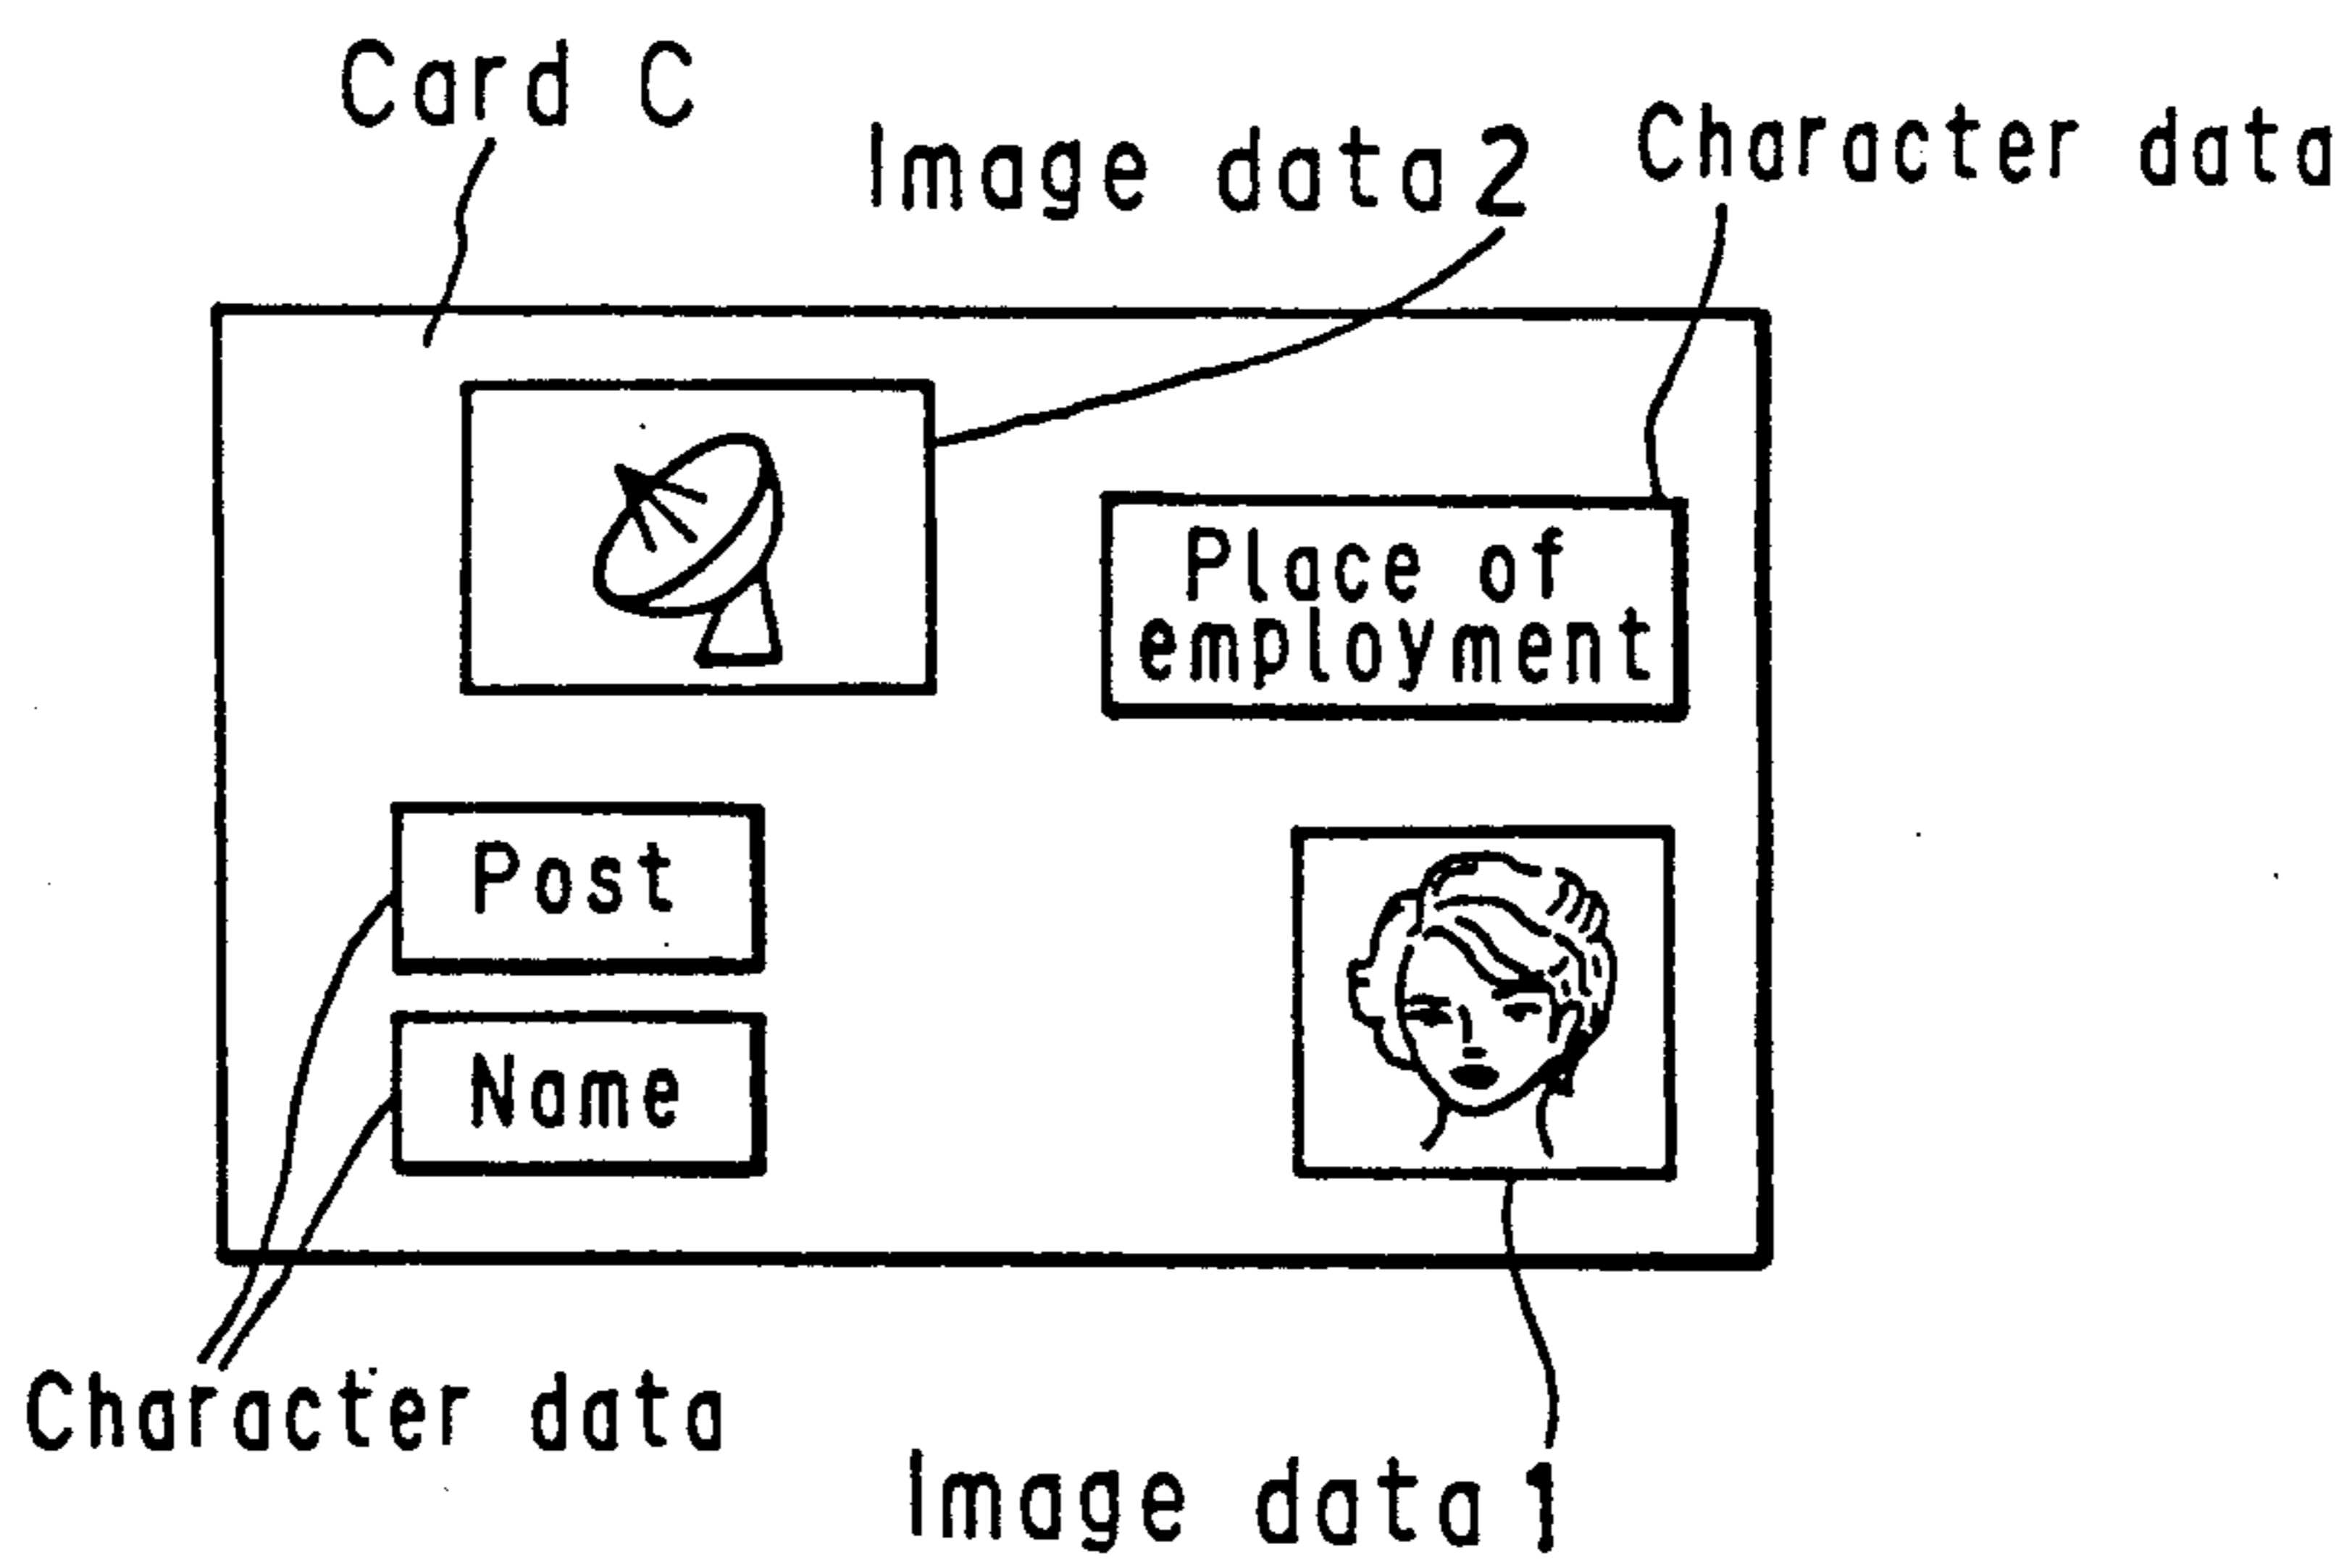 Card C
Image data 2
Character data
Place of
employment
Post
Name
Character data
Image data 1